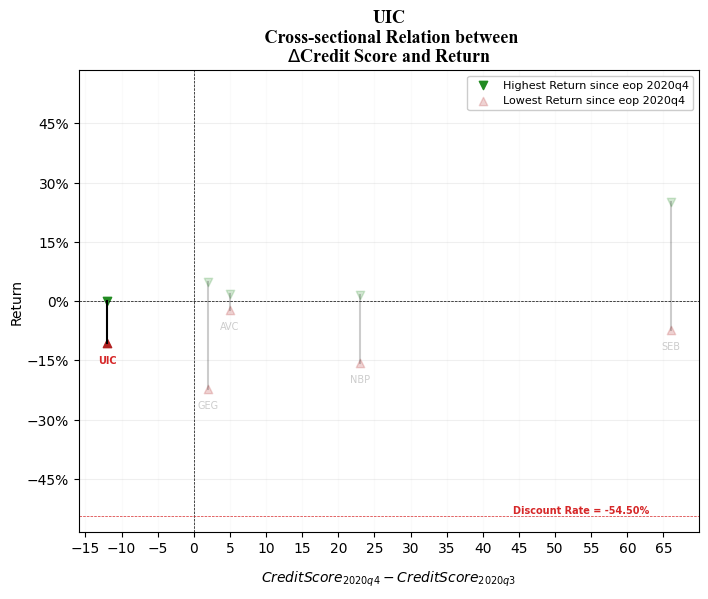 UIC
Cross-sectional Relation between
ΔCredit Score and Return
Highest Return since eop 2020q4
Lowest Return since eop 2020q4
45%
30%
15%
0%
−15%
−30%
−45%
Return
UIC
GEG
AVC
NBP
SEB
Discount Rate = -54.50%
−15 −10 −5 0 5 10 15 20 25 30 35 40 45 50 55 60 65
CreditScore2020q4 − CreditScore2020q3